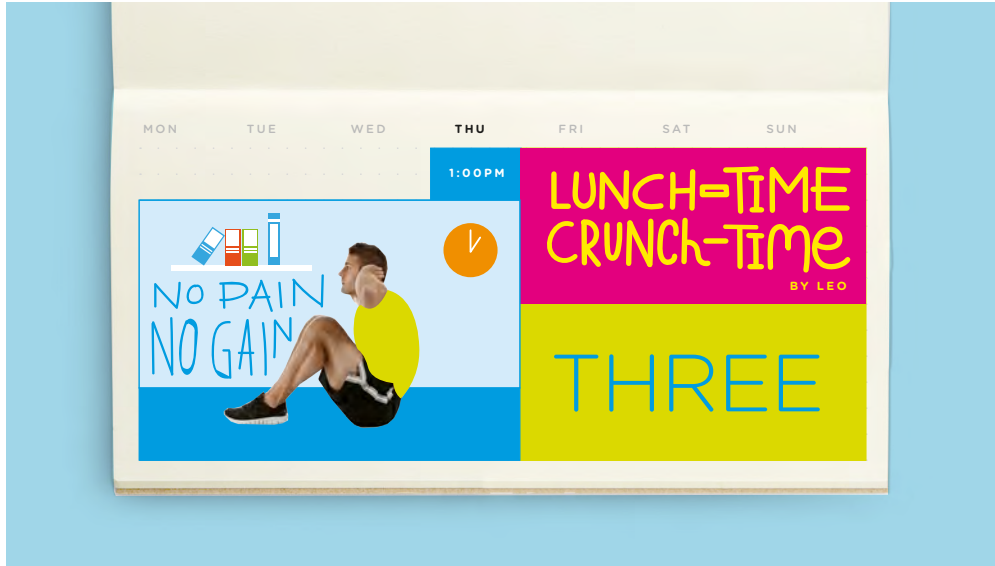 MON TUE WED THU FRI SAT SUN
1:00PM
LUNCH-TIME
CRUNCh-TIMe
BY LEO
NO PAIN
NO GAIN
THREE